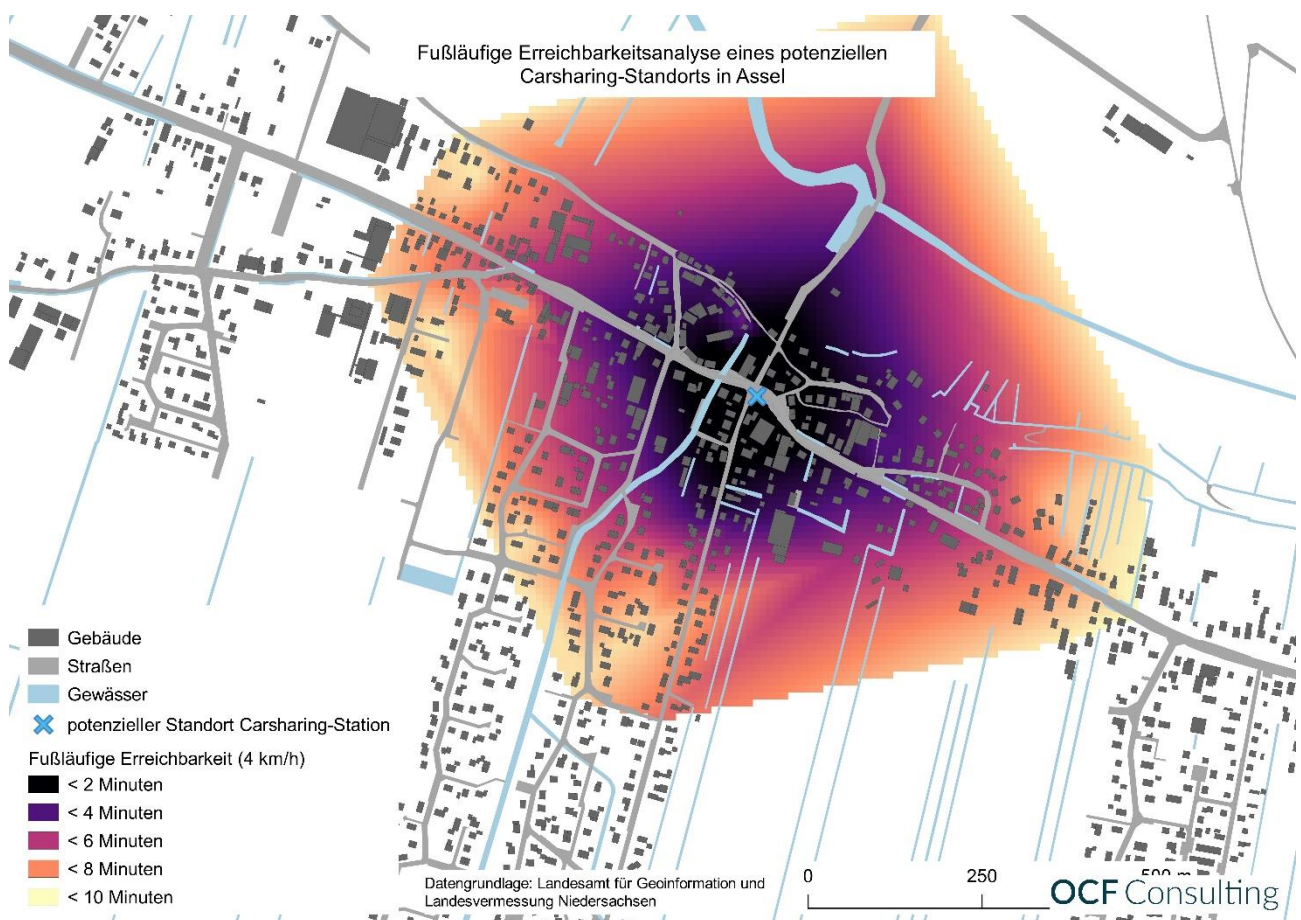 Fußläufige Erreichbarkeitsanalyse eines potenziellen
Carsharing-Standorts in Assel
Gebäude
Straßen
Gewässer
potenzieller Standort Carsharing-Station
Fußläufige Erreichbarkeit (4 km/h)
< 2 Minuten
< 4 Minuten
< 6 Minuten
< 8 Minuten
< 10 Minuten
Datengrundlage: Landesamt für Geoinformation und
Landesvermessung Niedersachsen
0 250 500 m
OCF Consulting